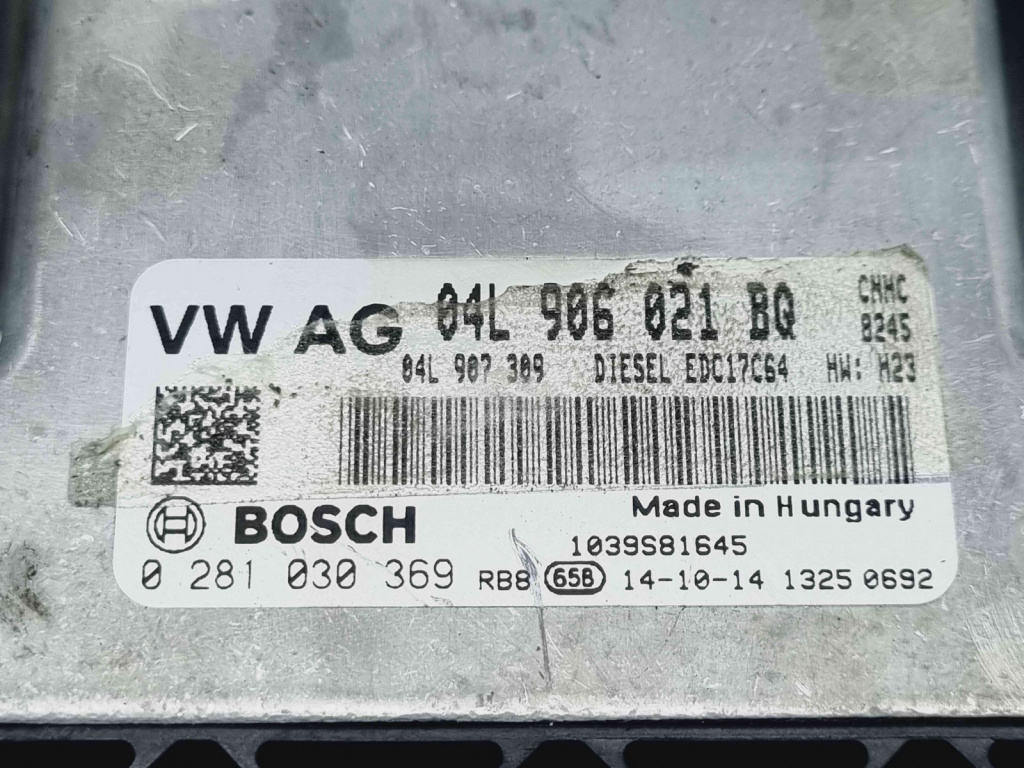 VW AG 04L 906 021 BQ CMMC
8245
04L 907 309 DIESEL EDC17C64 HW: H23
BOSCH Made in Hungary
1039S81645
0 281 030 369 RB8 65B 14-10-14 1325 0692